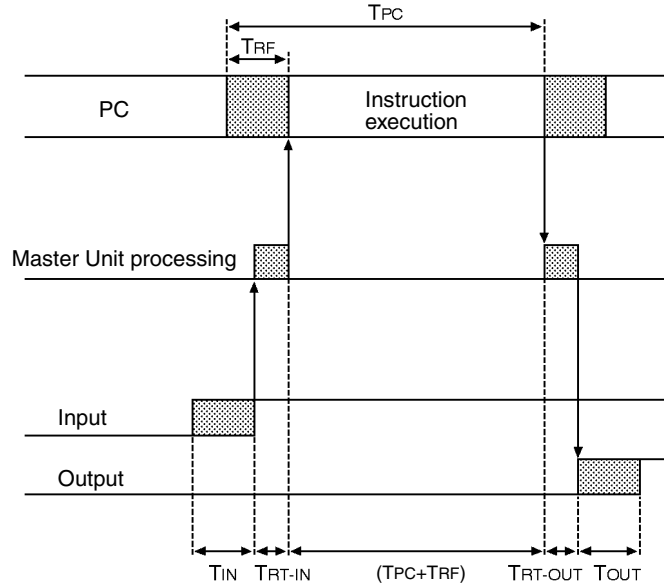 TPC
TRF
PC
Instruction
execution
Master Unit processing
Input
Output
TIN
TRT-IN
(TPC+TRF)
TRT-OUT
TOUT